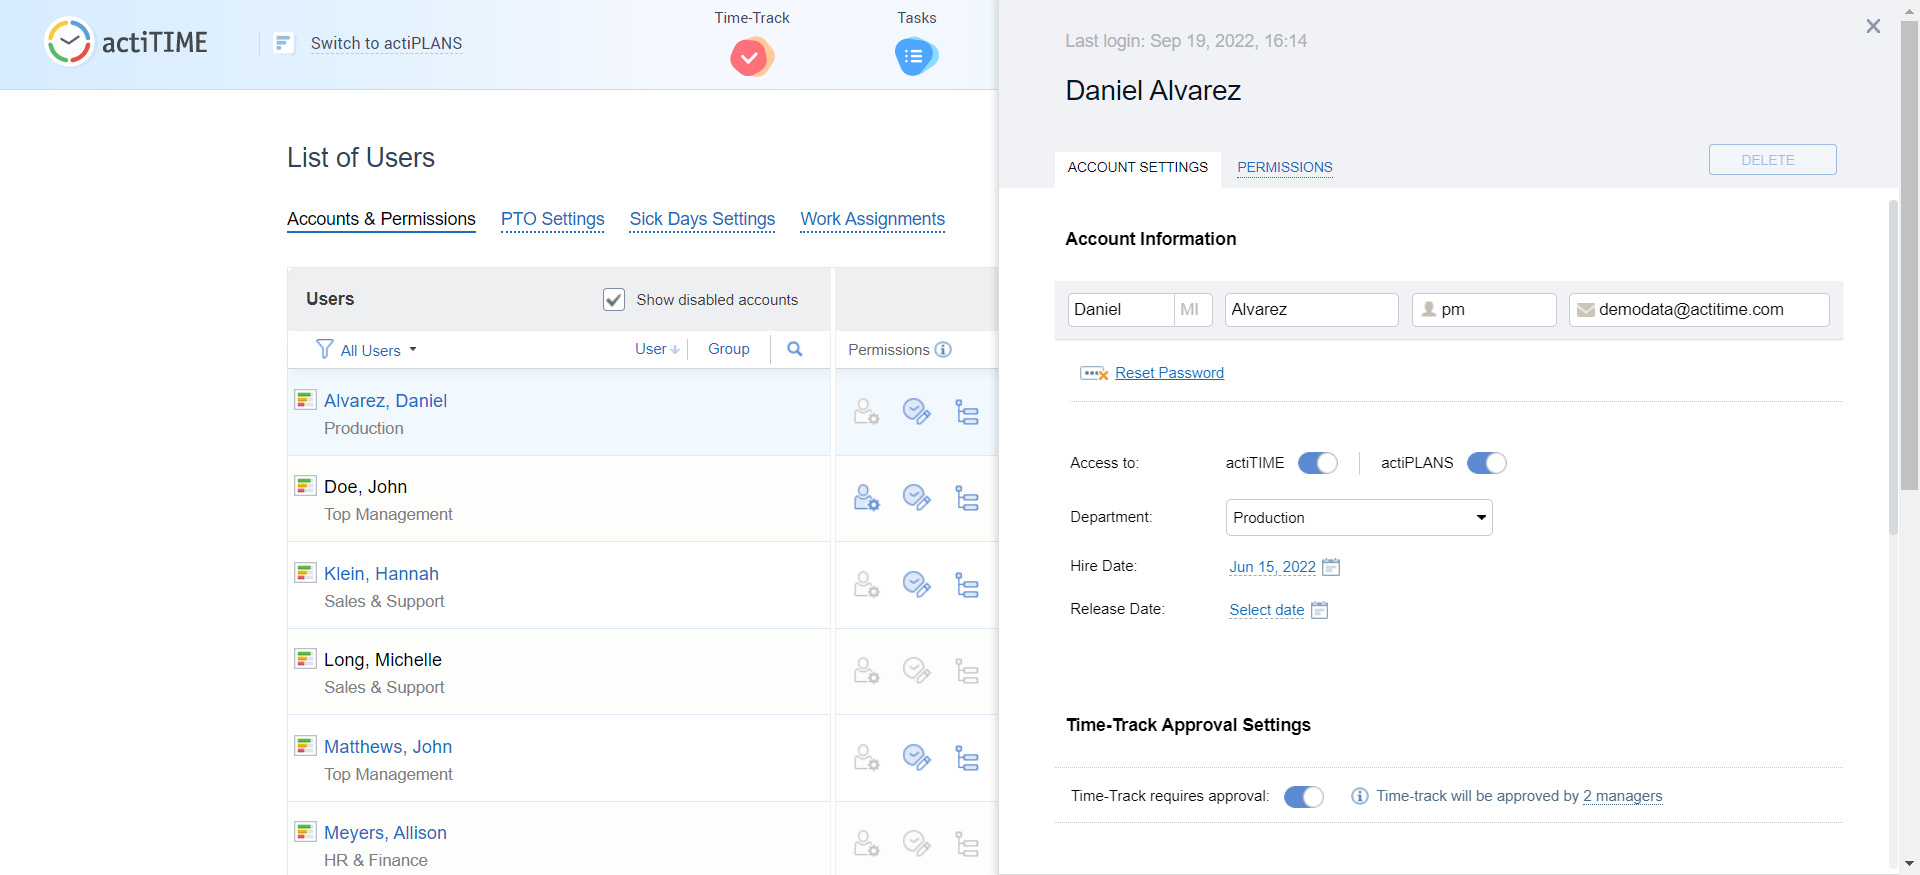 actiTIME
Switch to actiPLANS
Time-Track
Tasks
List of Users
Accounts & Permissions
PTO Settings
Sick Days Settings
Work Assignments
Users
Show disabled accounts
All Users
User
Group
Permissions
Alvarez, Daniel
Production
Doe, John
Top Management
Klein, Hannah
Sales & Support
Long, Michelle
Sales & Support
Matthews, John
Top Management
Meyers, Allison
HR & Finance
Last login: Sep 19, 2022, 16:14
Daniel Alvarez
ACCOUNT SETTINGS
PERMISSIONS
DELETE
Account Information
Daniel
MI
Alvarez
pm
demodata@actitime.com
Reset Password
Access to:
actiTIME
actiPLANS
Department:
Production
Hire Date:
Jun 15, 2022
Release Date:
Select date
Time-Track Approval Settings
Time-Track requires approval:
Time-track will be approved by 2 managers